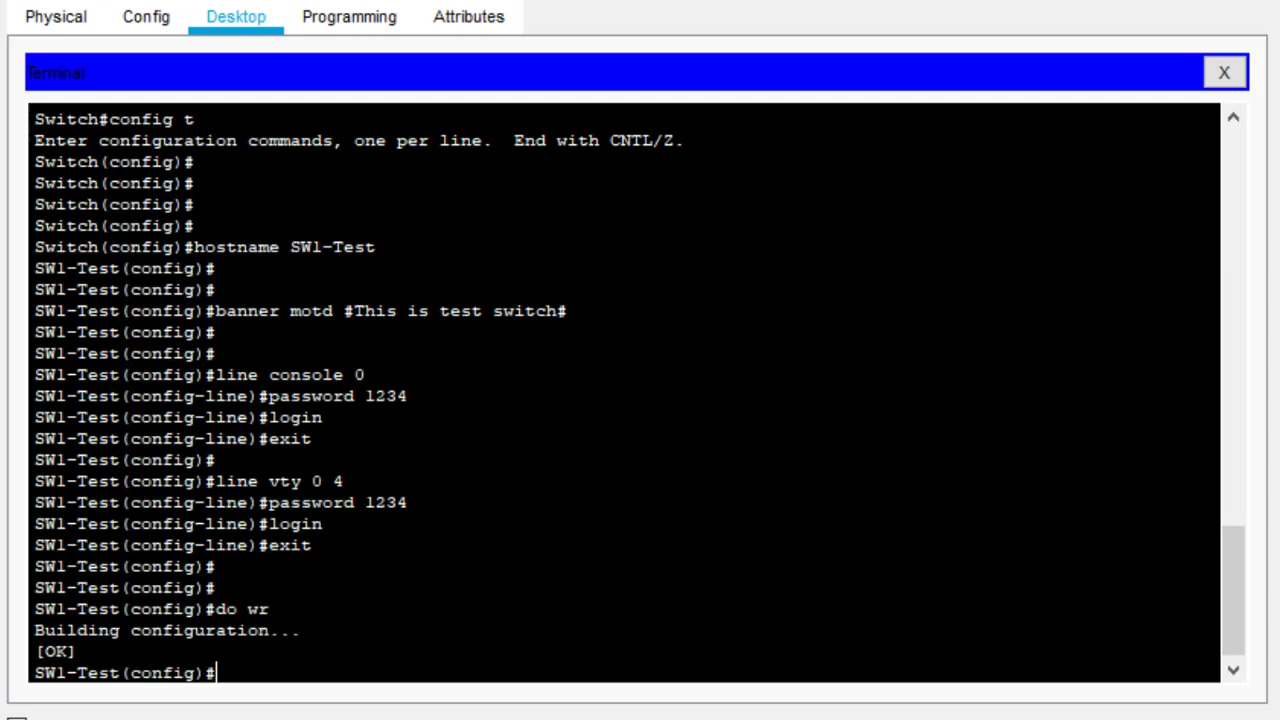 Physical Config Desktop Programming Attributes
Terminal
X
Switch#config t
Enter configuration commands, one per line.  End with CNTL/Z.
Switch(config)#
Switch(config)#
Switch(config)#
Switch(config)#
Switch(config)#hostname SW1-Test
SW1-Test(config)#
SW1-Test(config)#
SW1-Test(config)#banner motd #This is test switch#
SW1-Test(config)#
SW1-Test(config)#
SW1-Test(config)#line console 0
SW1-Test(config-line)#password 1234
SW1-Test(config-line)#login
SW1-Test(config-line)#exit
SW1-Test(config)#
SW1-Test(config)#line vty 0 4
SW1-Test(config-line)#password 1234
SW1-Test(config-line)#login
SW1-Test(config-line)#exit
SW1-Test(config)#
SW1-Test(config)#
SW1-Test(config)#do wr
Building configuration...
[OK]
SW1-Test(config)#